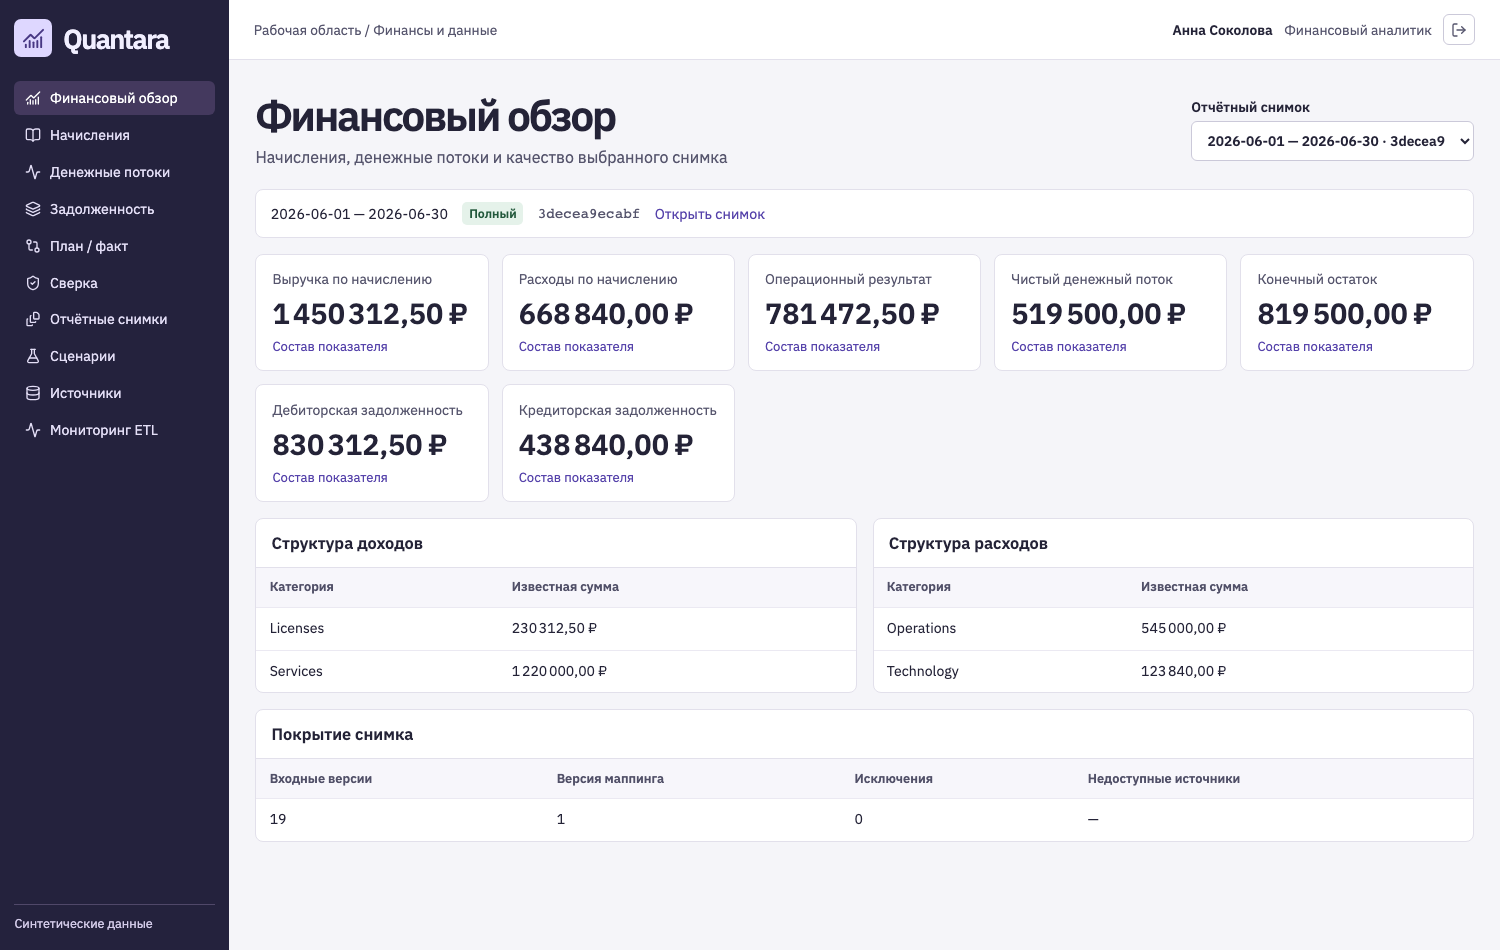 Quantara
Финансовый обзор
Начисления
Денежные потоки
Задолженность
План / факт
Сверка
Отчётные снимки
Сценарии
Источники
Мониторинг ETL
Синтетические данные
Рабочая область / Финансы и данные
Анна Соколова Финансовый аналитик
Финансовый обзор
Начисления, денежные потоки и качество выбранного снимка
Отчётный снимок
2026-06-01 — 2026-06-30 · 3decea9
2026-06-01 — 2026-06-30 Полный 3decea9ecabf Открыть снимок
Выручка по начислению
1 450 312,50 ₽
Состав показателя
Расходы по начислению
668 840,00 ₽
Состав показателя
Операционный результат
781 472,50 ₽
Состав показателя
Чистый денежный поток
519 500,00 ₽
Состав показателя
Конечный остаток
819 500,00 ₽
Состав показателя
Дебиторская задолженность
830 312,50 ₽
Состав показателя
Кредиторская задолженность
438 840,00 ₽
Состав показателя
Структура доходов
Категория Известная сумма
Licenses 230 312,50 ₽
Services 1 220 000,00 ₽
Структура расходов
Категория Известная сумма
Operations 545 000,00 ₽
Technology 123 840,00 ₽
Покрытие снимка
Входные версии Версия маппинга Исключения Недоступные источники
19 1 0 —